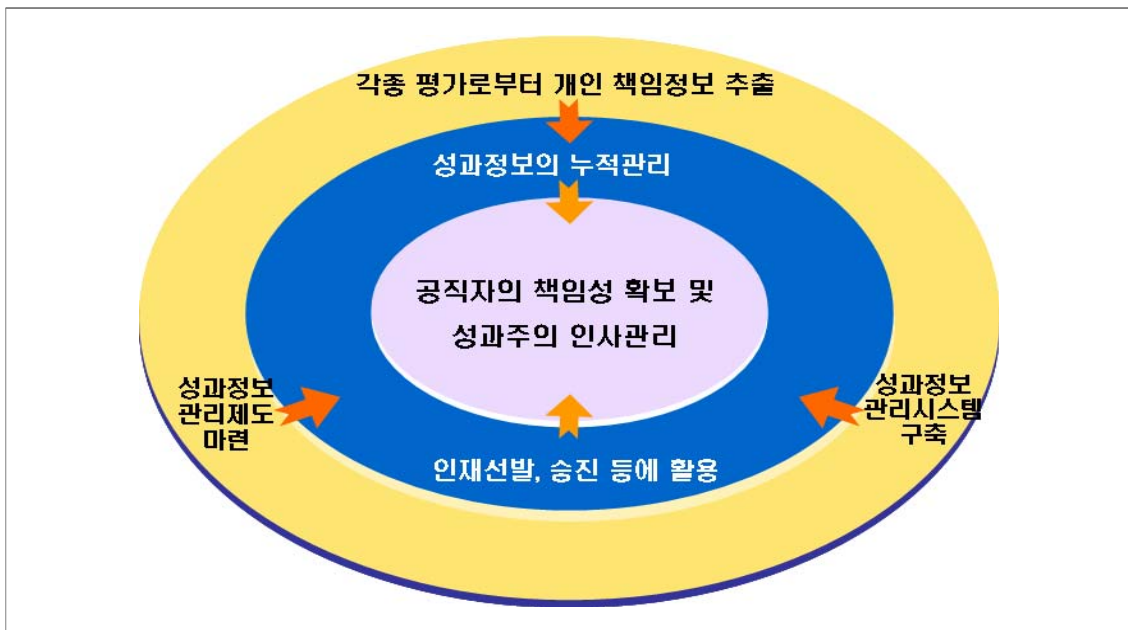 각종 평가로부터 개인 책임정보 추출
성과정보의 누적관리
공직자의 책임성 확보 및
성과주의 인사관리
성과정보
관리제도
마련
성과정보
관리시스템
구축
인재선발, 승진 등에 활용